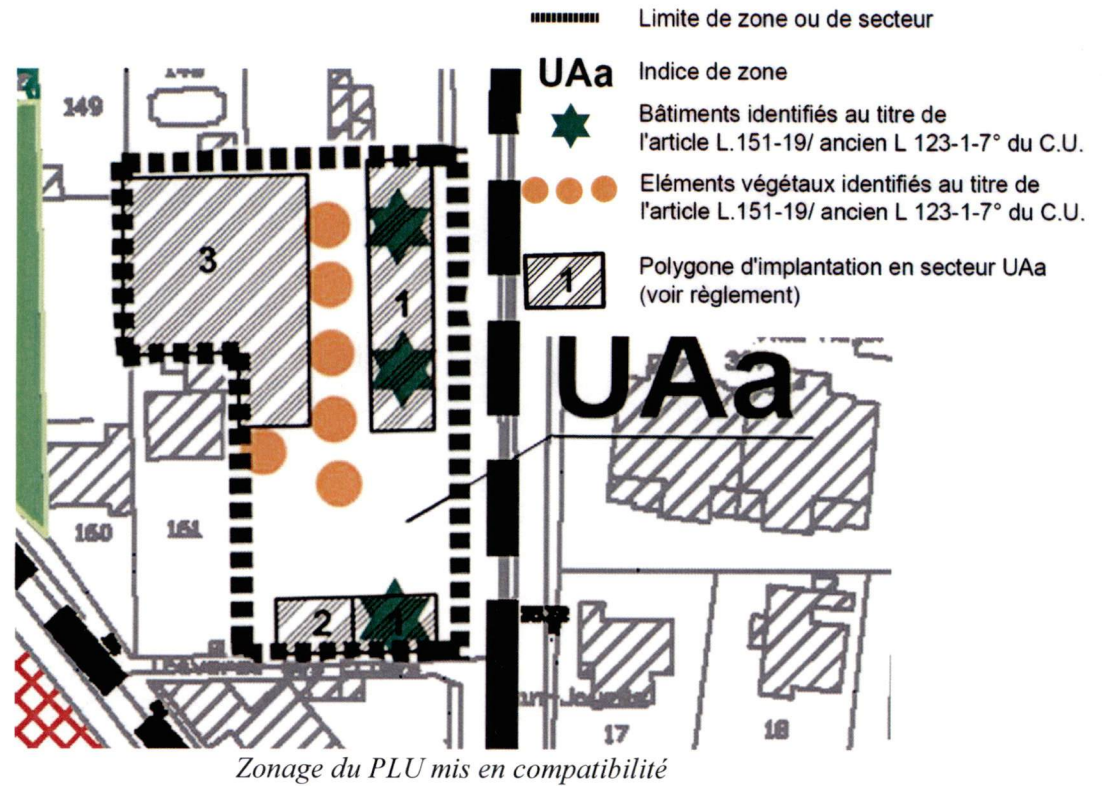 Limite de zone ou de secteur
UAa Indice de zone
Bâtiments identifiés au titre de
l'article L.151-19/ ancien L 123-1-7° du C.U.
Eléments végétaux identifiés au titre de
l'article L.151-19/ ancien L 123-1-7° du C.U.
1 Polygone d'implantation en secteur UAa
(voir règlement)
149
3
1
UAa
160
161
2
1
17
18
Zonage du PLU mis en compatibilité